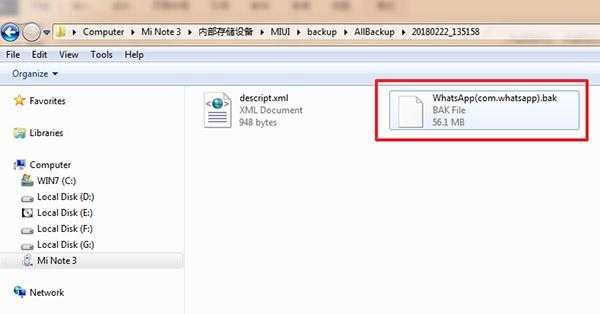 Computer ▸ Mi Note 3 ▸ 内部存储设备 ▸ MIUI ▸ backup ▸ AllBackup ▸ 20180222_135158
File Edit View Tools Help
Organize
Favorites
Libraries
Computer
WIN7 (C:)
Local Disk (D:)
Local Disk (E:)
Local Disk (F:)
Local Disk (G:)
Mi Note 3
Network
descript.xml
XML Document
948 bytes
WhatsApp(com.whatsapp).bak
BAK File
56.1 MB